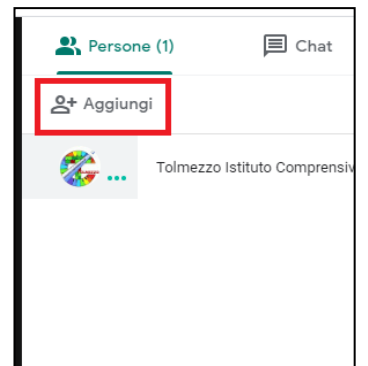 Persone (1) Chat
Aggiungi
Tolmezzo Istituto Comprensiv